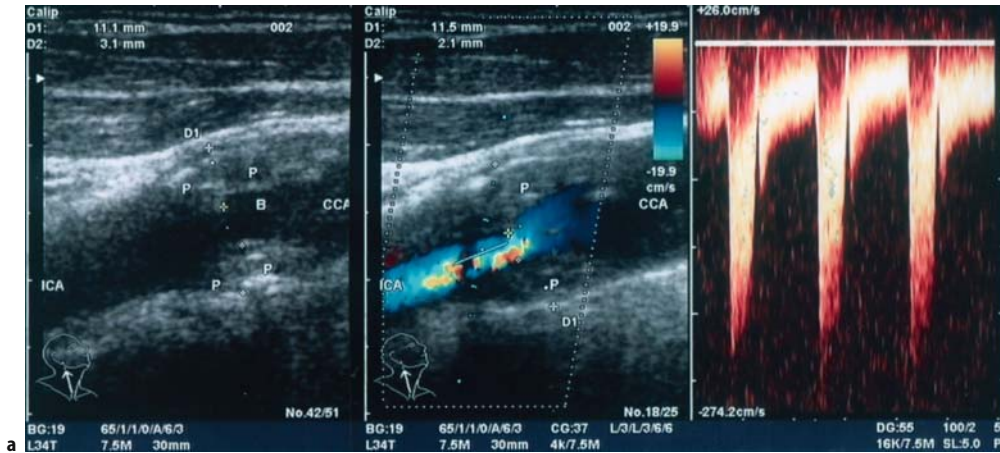 Calip
D1: 11.1 mm 002
D2: 3.1 mm
D1
P P
B CCA
P
P
ICA
No.42/51
BG:19 65/1/1/0/A/6/3
L34T 7.5M 30mm
Calip
D1: 11.5 mm 002
D2: 2.1 mm
+19.9
-19.9
cm/s
P
CCA
ICA
P
D1
No.18/25
BG:19 65/1/1/0/A/6/3 CG:37 L/3/L/3/6/6
L34T 7.5M 30mm 4k/7.5M
+26.0cm/s
-274.2cm/s
DG:55 100/2 5
16K/7.5M SL:5.0 P
a